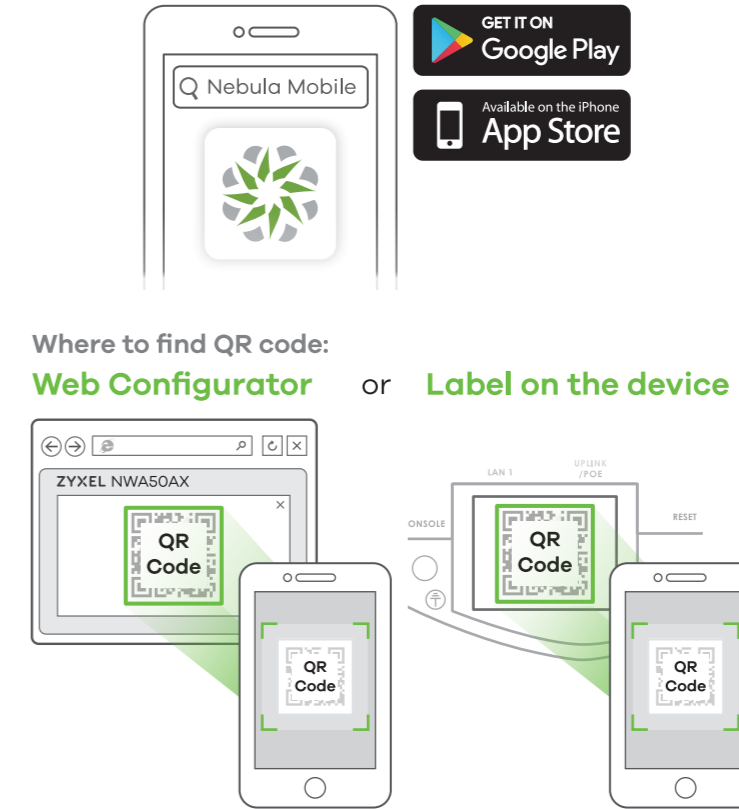 Nebula Mobile
GET IT ON
Google Play
Available on the iPhone
App Store
Where to find QR code:
Web Configurator or Label on the device
ZYXEL NWA50AX
QR
Code
QR
Code
LAN 1
UPLINK
/POE
ONSOLE
RESET
QR
Code
QR
Code